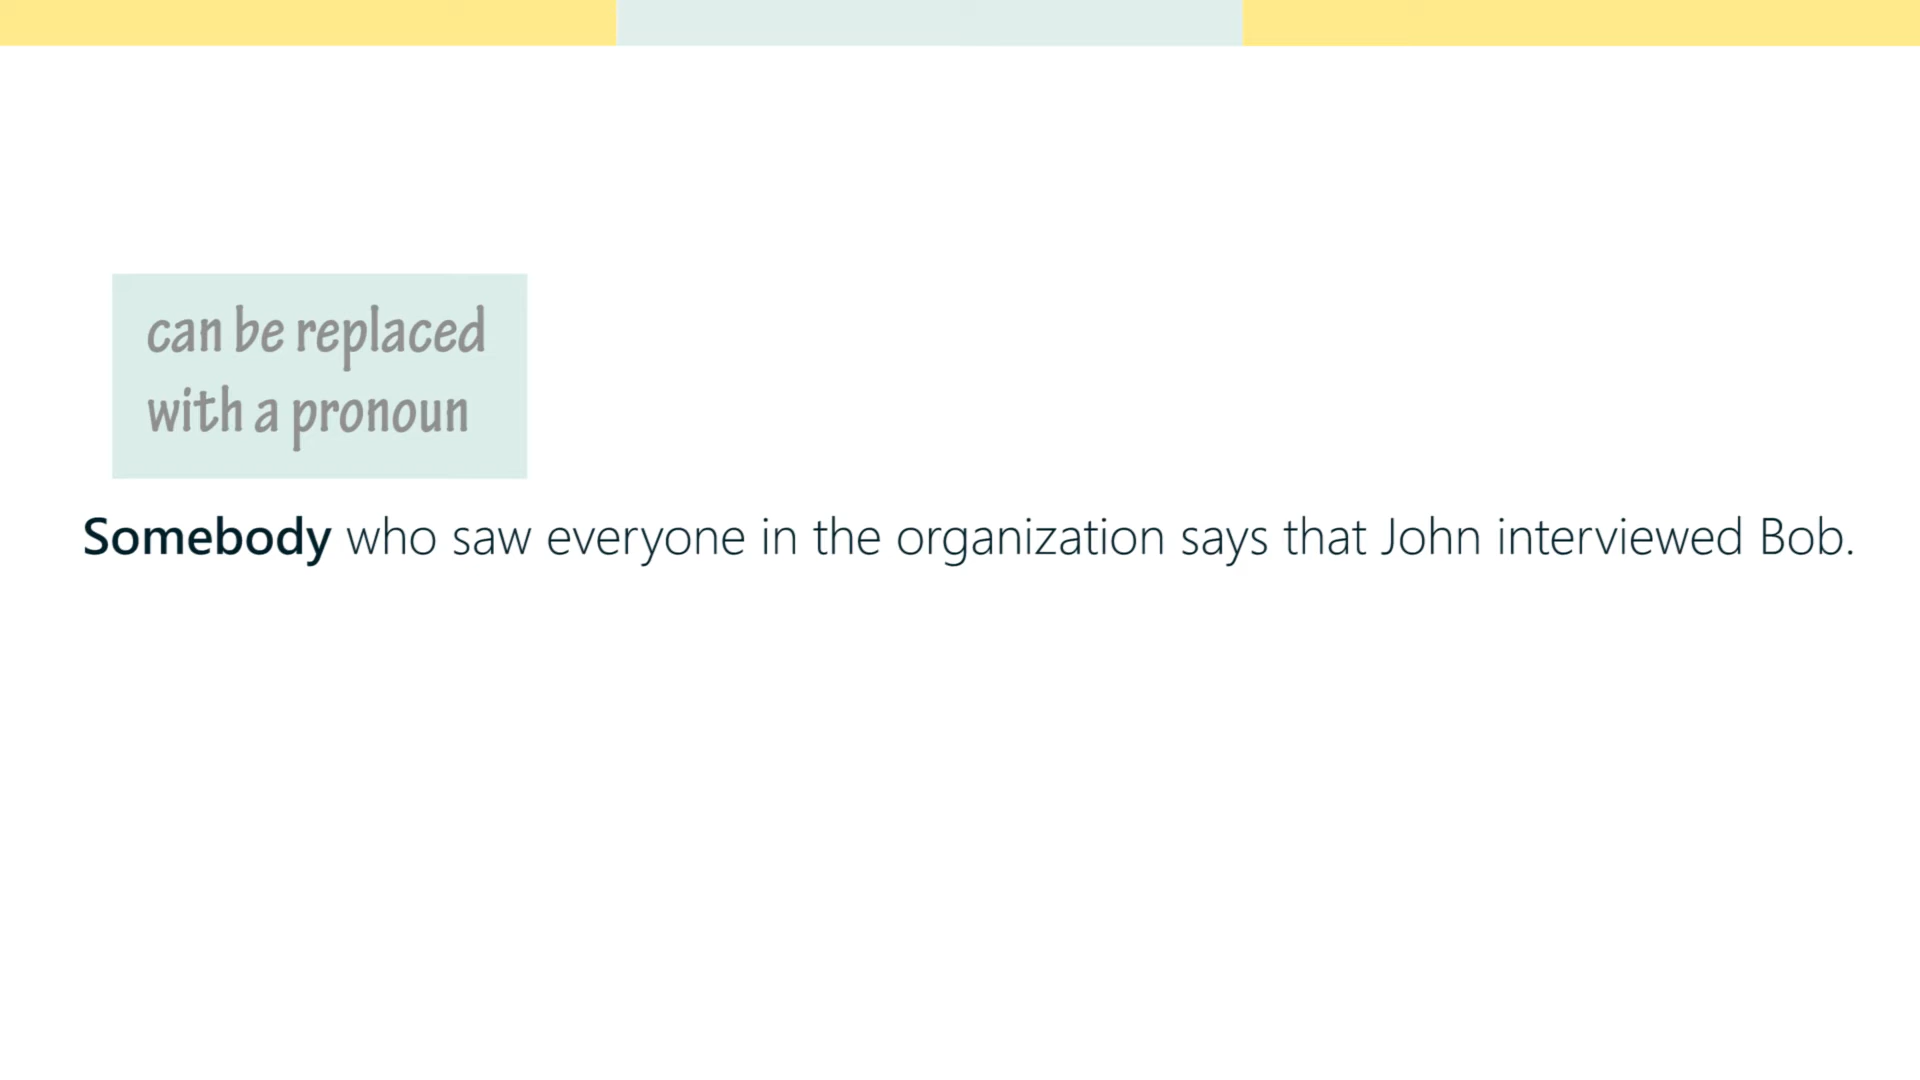 can be replaced
with a pronoun
Somebody who saw everyone in the organization says that John interviewed Bob.